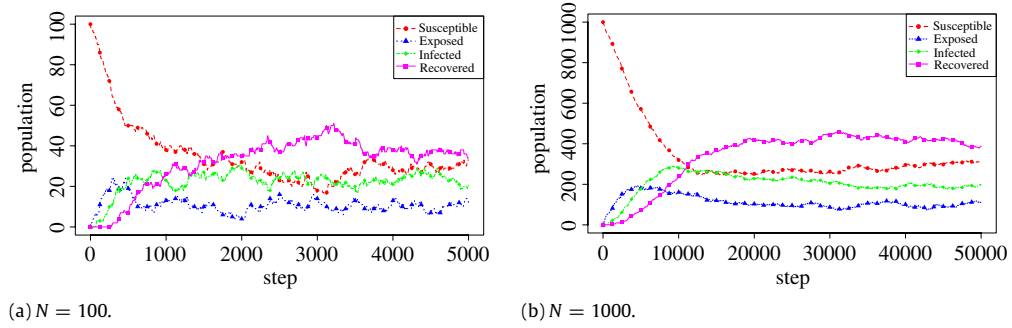 100
80
60
40
20
0
population
Susceptible
Exposed
Infected
Recovered
0 1000 2000 3000 4000 5000
step
(a) N = 100.
1000
800
600
400
200
0
population
Susceptible
Exposed
Infected
Recovered
0 10000 20000 30000 40000 50000
step
(b) N = 1000.